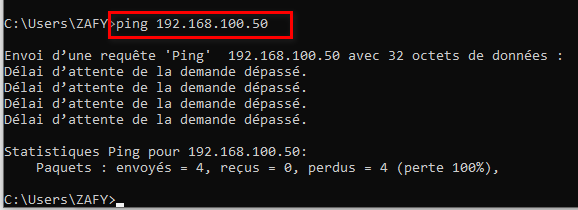 C:\Users\ZAFY>ping 192.168.100.50
Envoi d’une requête 'Ping'  192.168.100.50 avec 32 octets de données :
Délai d’attente de la demande dépassé.
Délai d’attente de la demande dépassé.
Délai d’attente de la demande dépassé.
Délai d’attente de la demande dépassé.
Statistiques Ping pour 192.168.100.50:
    Paquets : envoyés = 4, reçus = 0, perdus = 4 (perte 100%),
C:\Users\ZAFY>